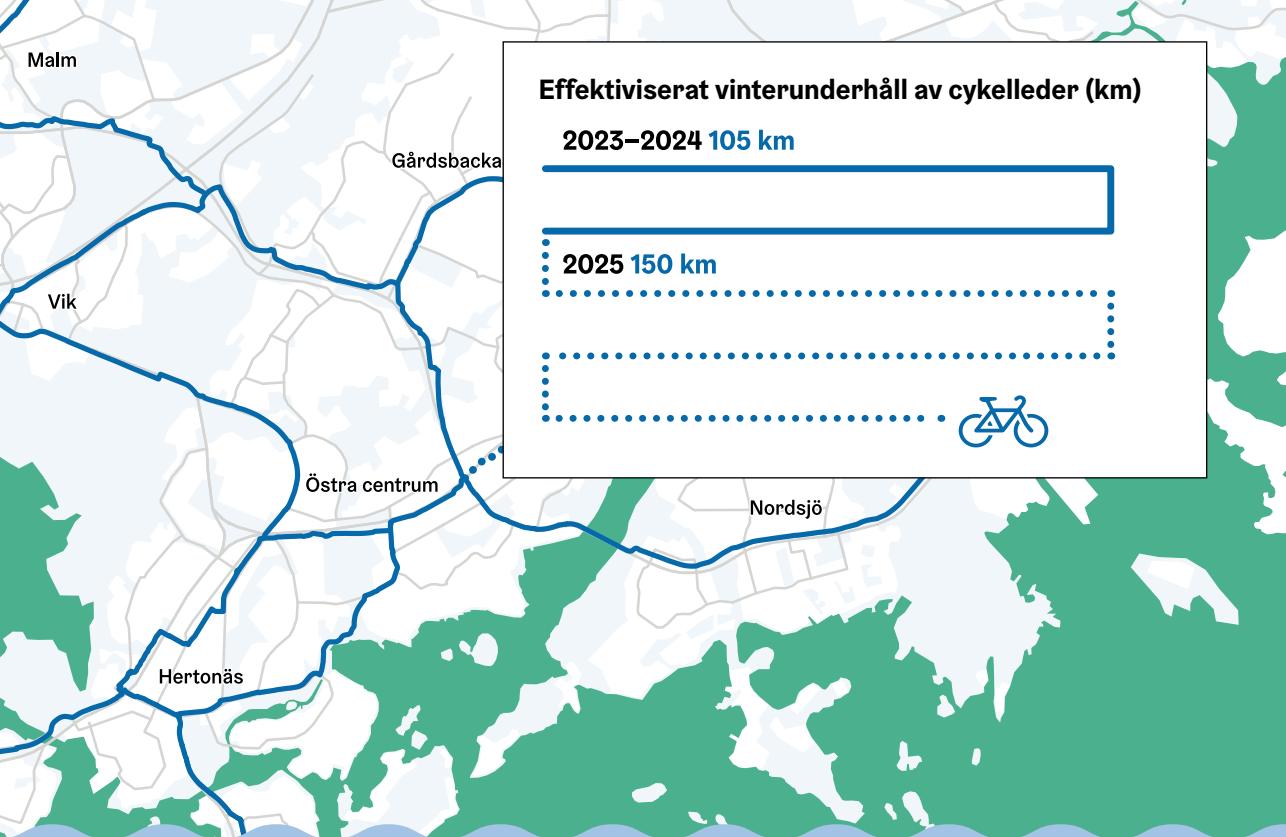 Malm
Effektiviserat vinterunderhåll av cykelleder (km)
2023–2024 105 km
Gårdsbacka
2025 150 km
Vik
Östra centrum
Nordsjö
Hertonäs